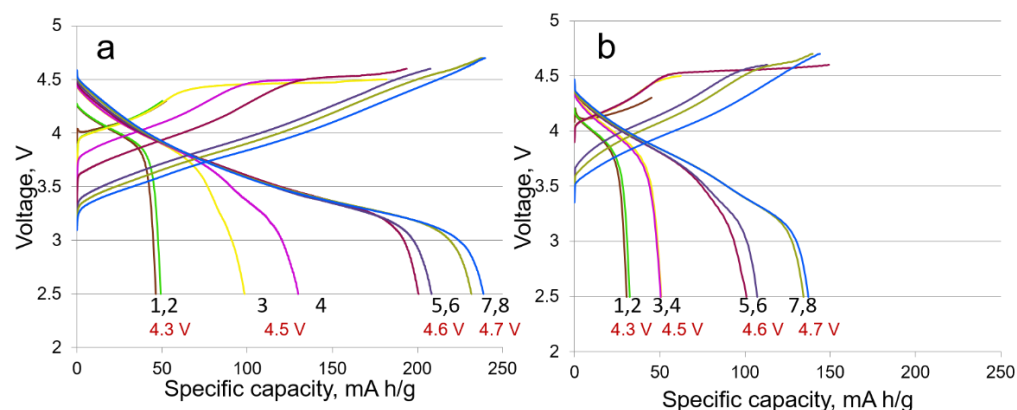 a
5
4.5
4
3.5
3
2.5
2
Voltage, V
1,2 3 4 5,6 7,8
4.3 V 4.5 V 4.6 V 4.7 V
0 50 100 150 200 250
Specific capacity, mA h/g
b
5
4.5
4
3.5
3
2.5
2
Voltage, V
1,2 3,4 5,6 7,8
4.3 V 4.5 V 4.6 V 4.7 V
0 50 100 150 200 250
Specific capacity, mA h/g